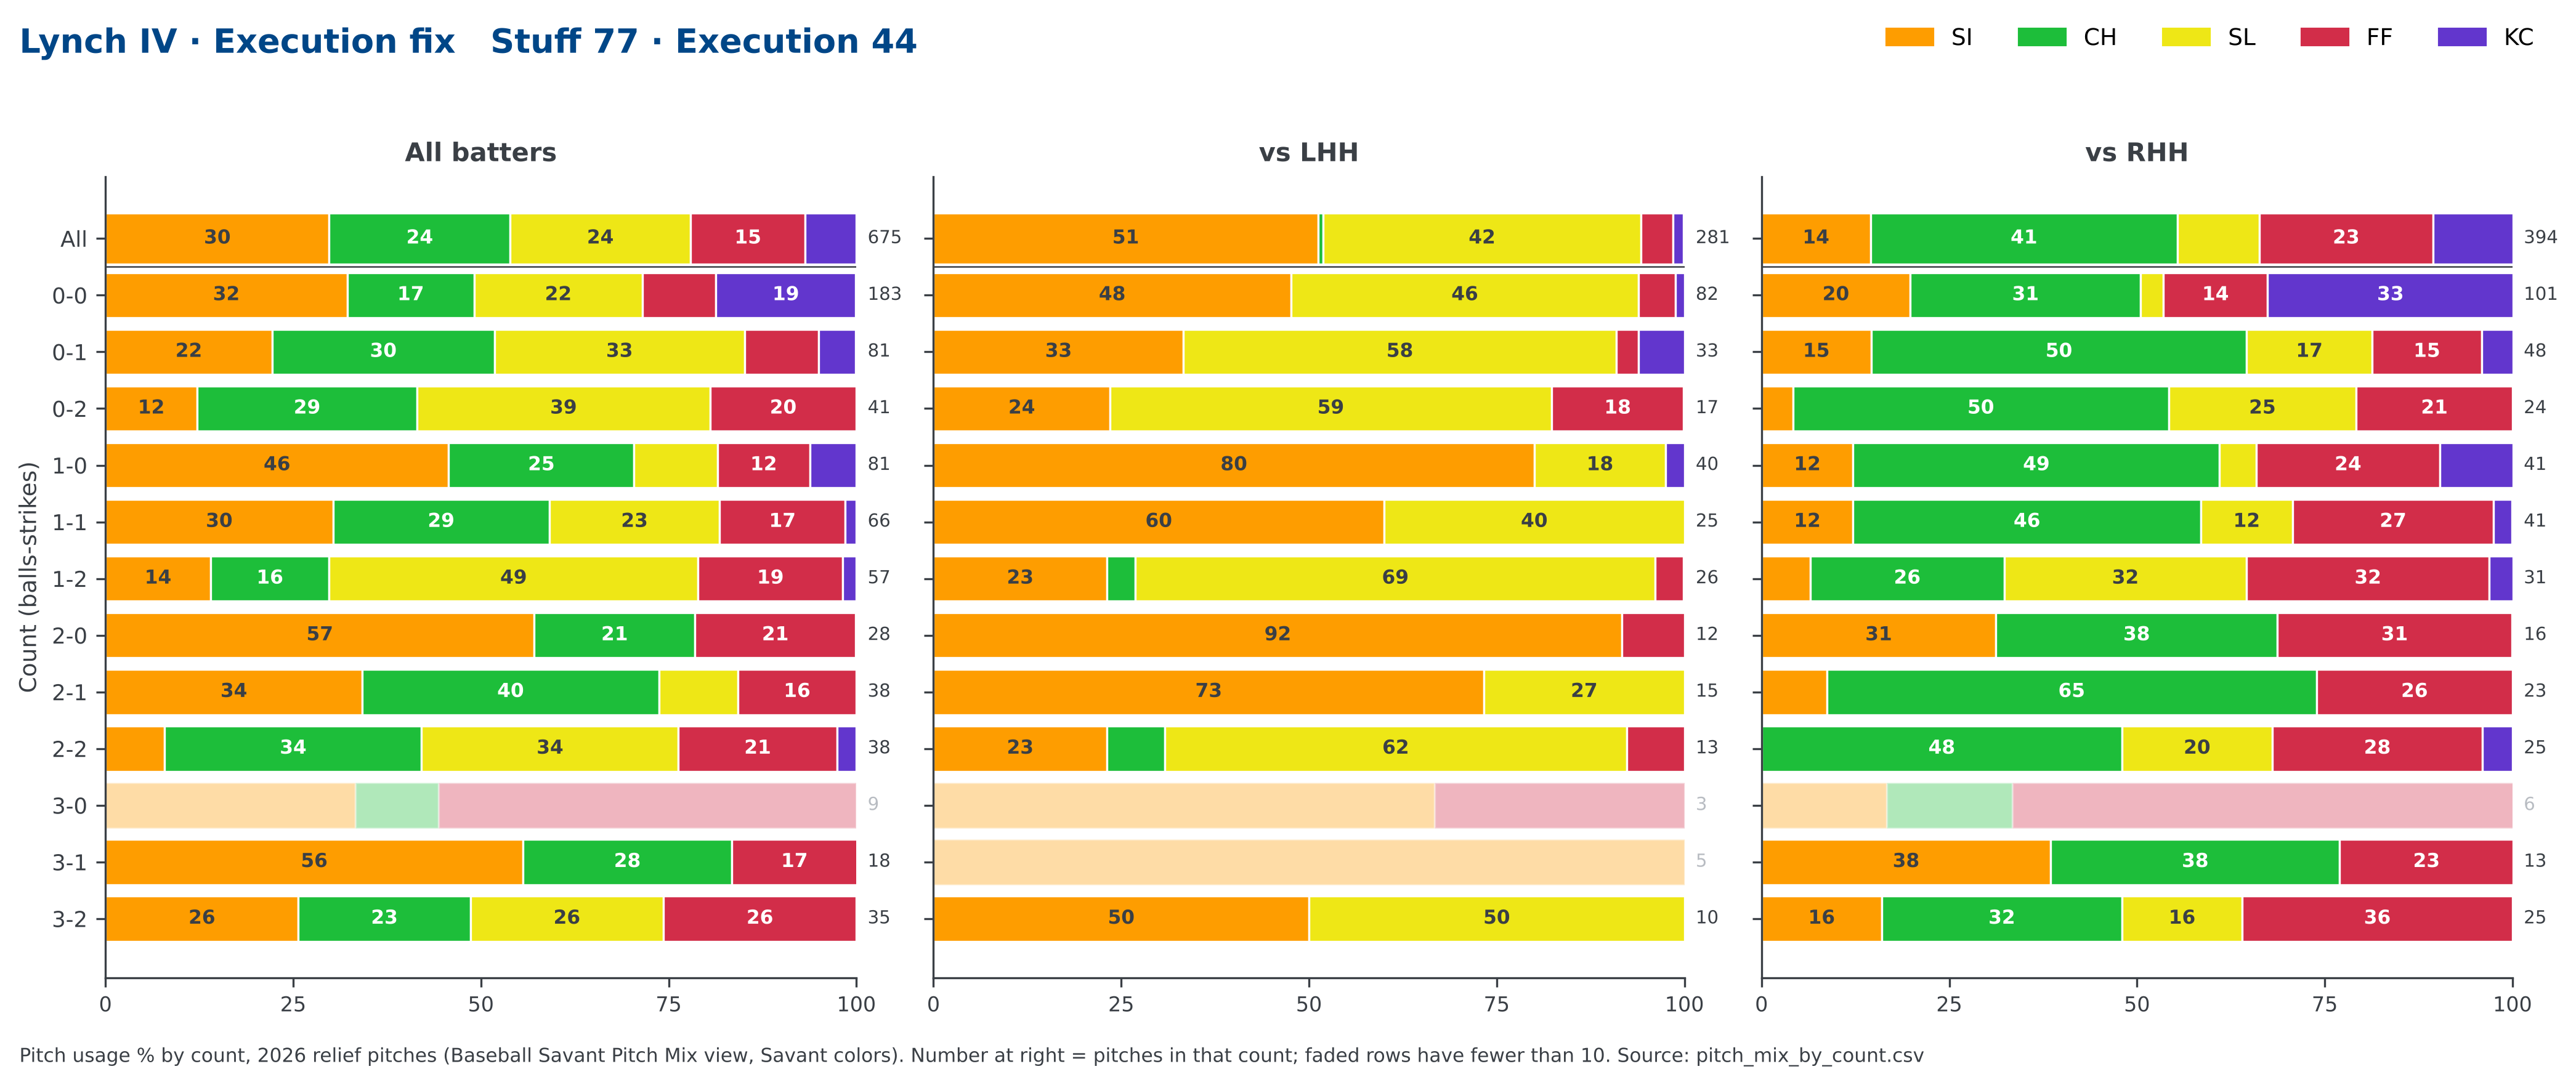 Lynch IV · Execution fix   Stuff 77 · Execution 44
SI CH SL FF KC
All batters vs LHH vs RHH
Count (balls-strikes)
All 30 24 24 15 675 51 42 281 14 41 23 394
0-0 32 17 22 19 183 48 46 82 20 31 14 33 101
0-1 22 30 33 81 33 58 33 15 50 17 15 48
0-2 12 29 39 20 41 24 59 18 17 50 25 21 24
1-0 46 25 12 81 80 18 40 12 49 24 41
1-1 30 29 23 17 66 60 40 25 12 46 12 27 41
1-2 14 16 49 19 57 23 69 26 26 32 32 31
2-0 57 21 21 28 92 12 31 38 31 16
2-1 34 40 16 38 73 27 15 65 26 23
2-2 34 34 21 38 23 62 13 48 20 28 25
3-0 9 3 6
3-1 56 28 17 18 5 38 38 23 13
3-2 26 23 26 26 35 50 50 10 16 32 16 36 25
0 25 50 75 100 0 25 50 75 100 0 25 50 75 100
Pitch usage % by count, 2026 relief pitches (Baseball Savant Pitch Mix view, Savant colors). Number at right = pitches in that count; faded rows have fewer than 10. Source: pitch_mix_by_count.csv